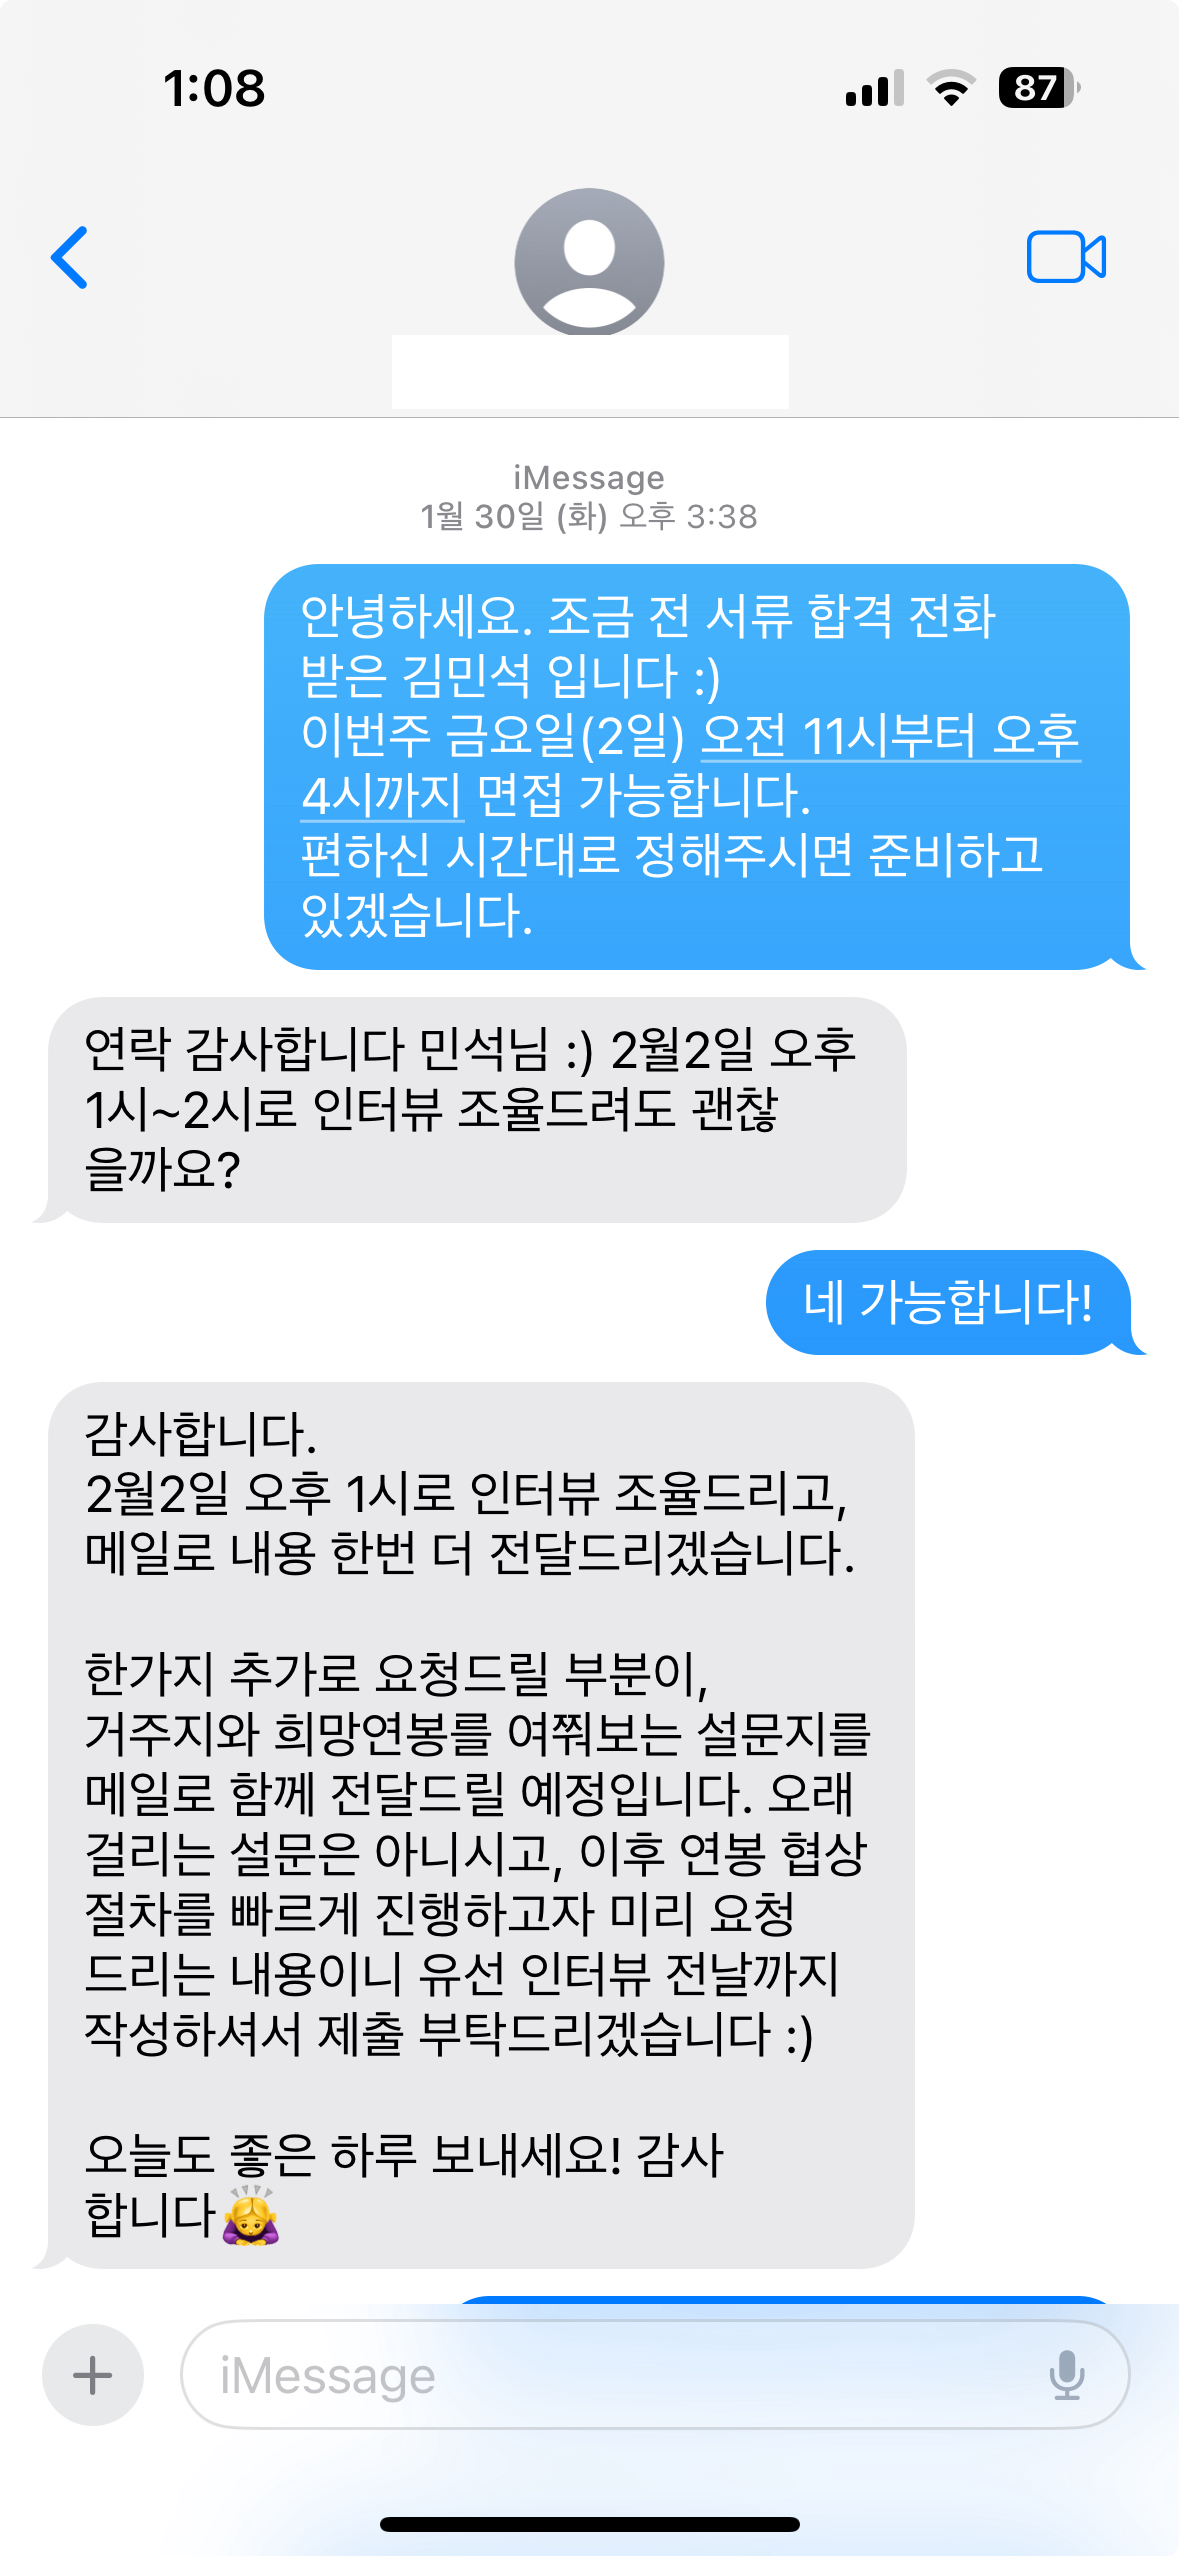 1:08
87
iMessage
1월 30일 (화) 오후 3:38
안녕하세요. 조금 전 서류 합격 전화
받은 김민석 입니다 :)
이번주 금요일(2일) 오전 11시부터 오후
4시까지 면접 가능합니다.
편하신 시간대로 정해주시면 준비하고
있겠습니다.
연락 감사합니다 민석님 :) 2월2일 오후
1시~2시로 인터뷰 조율드려도 괜찮
을까요?
네 가능합니다!
감사합니다.
2월2일 오후 1시로 인터뷰 조율드리고,
메일로 내용 한번 더 전달드리겠습니다.
한가지 추가로 요청드릴 부분이,
거주지와 희망연봉를 여쭤보는 설문지를
메일로 함께 전달드릴 예정입니다. 오래
걸리는 설문은 아니시고, 이후 연봉 협상
절차를 빠르게 진행하고자 미리 요청
드리는 내용이니 유선 인터뷰 전날까지
작성하셔서 제출 부탁드리겠습니다 :)
오늘도 좋은 하루 보내세요! 감사
합니다🙇‍♀️
iMessage